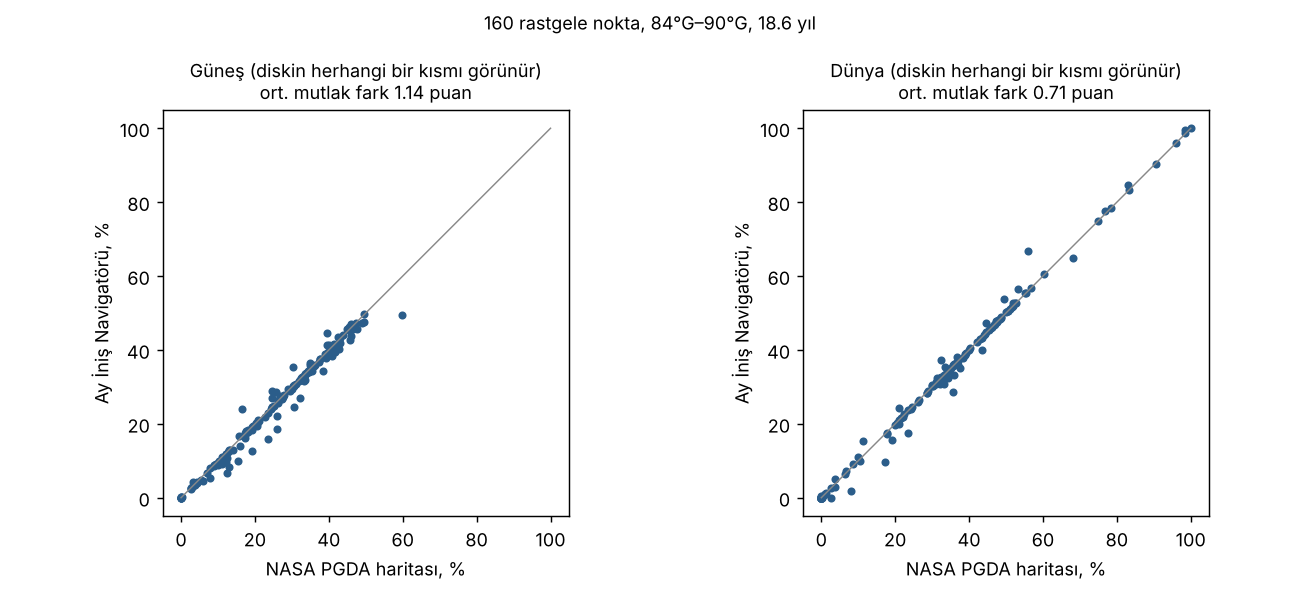 160 rastgele nokta, 84°G–90°G, 18.6 yıl
Güneş (diskin herhangi bir kısmı görünür)
ort. mutlak fark 1.14 puan
100
80
60
40
20
0
Ay İniş Navigatörü, %
0 20 40 60 80 100
NASA PGDA haritası, %
Dünya (diskin herhangi bir kısmı görünür)
ort. mutlak fark 0.71 puan
100
80
60
40
20
0
Ay İniş Navigatörü, %
0 20 40 60 80 100
NASA PGDA haritası, %